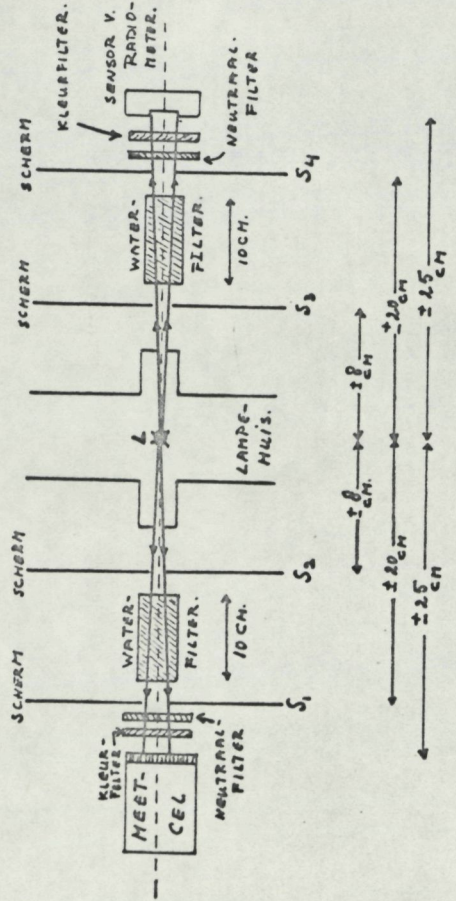 SCHERM
SCHERM
SCHERM
SCHERM
KLEUR-
FILTER
MEET-
CEL
NEUTRAAL-
FILTER
WATER-
FILTER.
10 CM.
S1
S2
L
LAMPE-
HUIS.
S3
WATER-
FILTER.
10 CM.
S4
KLEURFILTER.
SENSOR V.
RADIO-
METER.
NEUTRAAL.
FILTER
±8
CM.
±8
CM
±20
CM
±20
CM
±25
CM
±25
CM